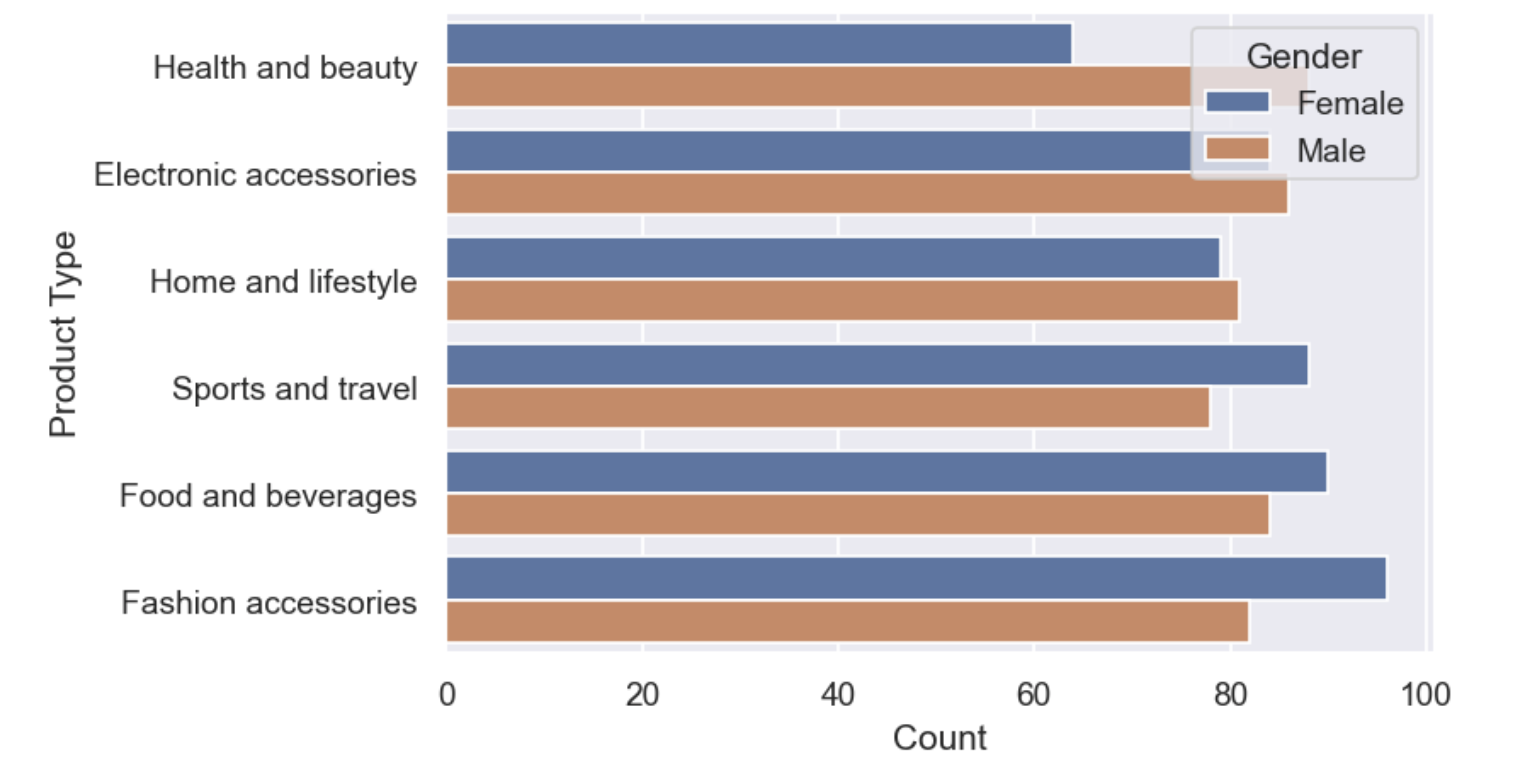 Health and beauty
Electronic accessories
Home and lifestyle
Sports and travel
Food and beverages
Fashion accessories
Product Type
Gender
Female
Male
0 20 40 60 80 100
Count